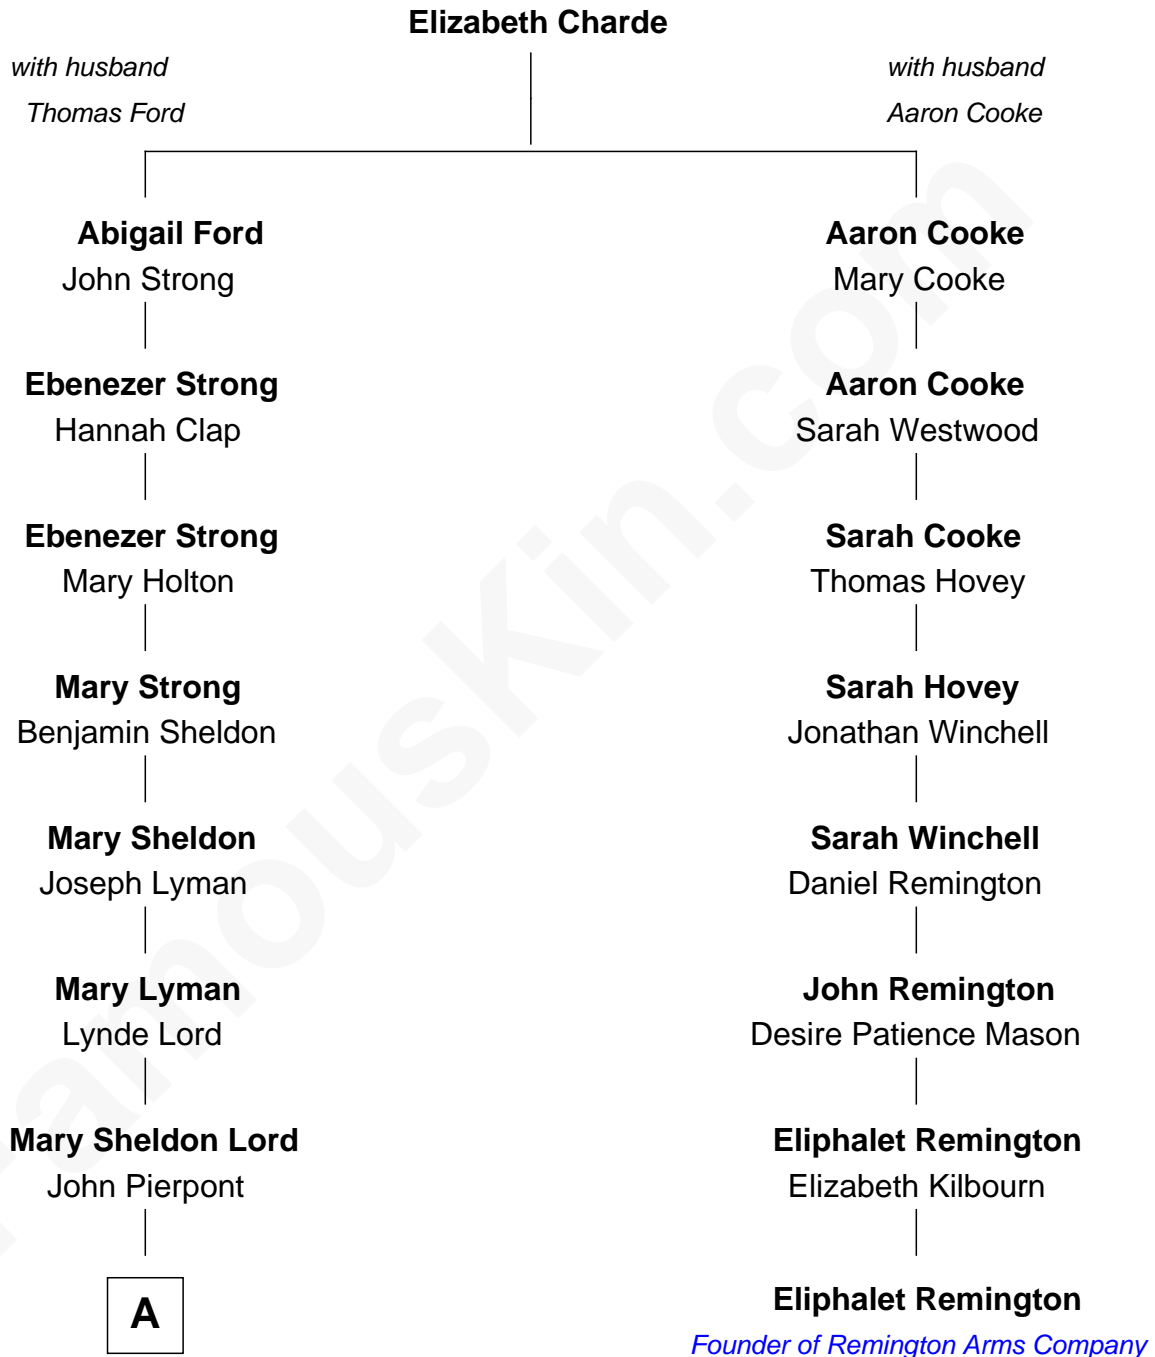 Elizabeth Charde
with husband
Thomas Ford
with husband
Aaron Cooke
Abigail Ford
John Strong
Aaron Cooke
Mary Cooke
Ebenezer Strong
Hannah Clap
Aaron Cooke
Sarah Westwood
Ebenezer Strong
Mary Holton
Sarah Cooke
Thomas Hovey
Mary Strong
Benjamin Sheldon
Sarah Hovey
Jonathan Winchell
Mary Sheldon
Joseph Lyman
Sarah Winchell
Daniel Remington
Mary Lyman
Lynde Lord
John Remington
Desire Patience Mason
Mary Sheldon Lord
John Pierpont
Eliphalet Remington
Elizabeth Kilbourn
A
Eliphalet Remington
Founder of Remington Arms Company
FamousKin.com